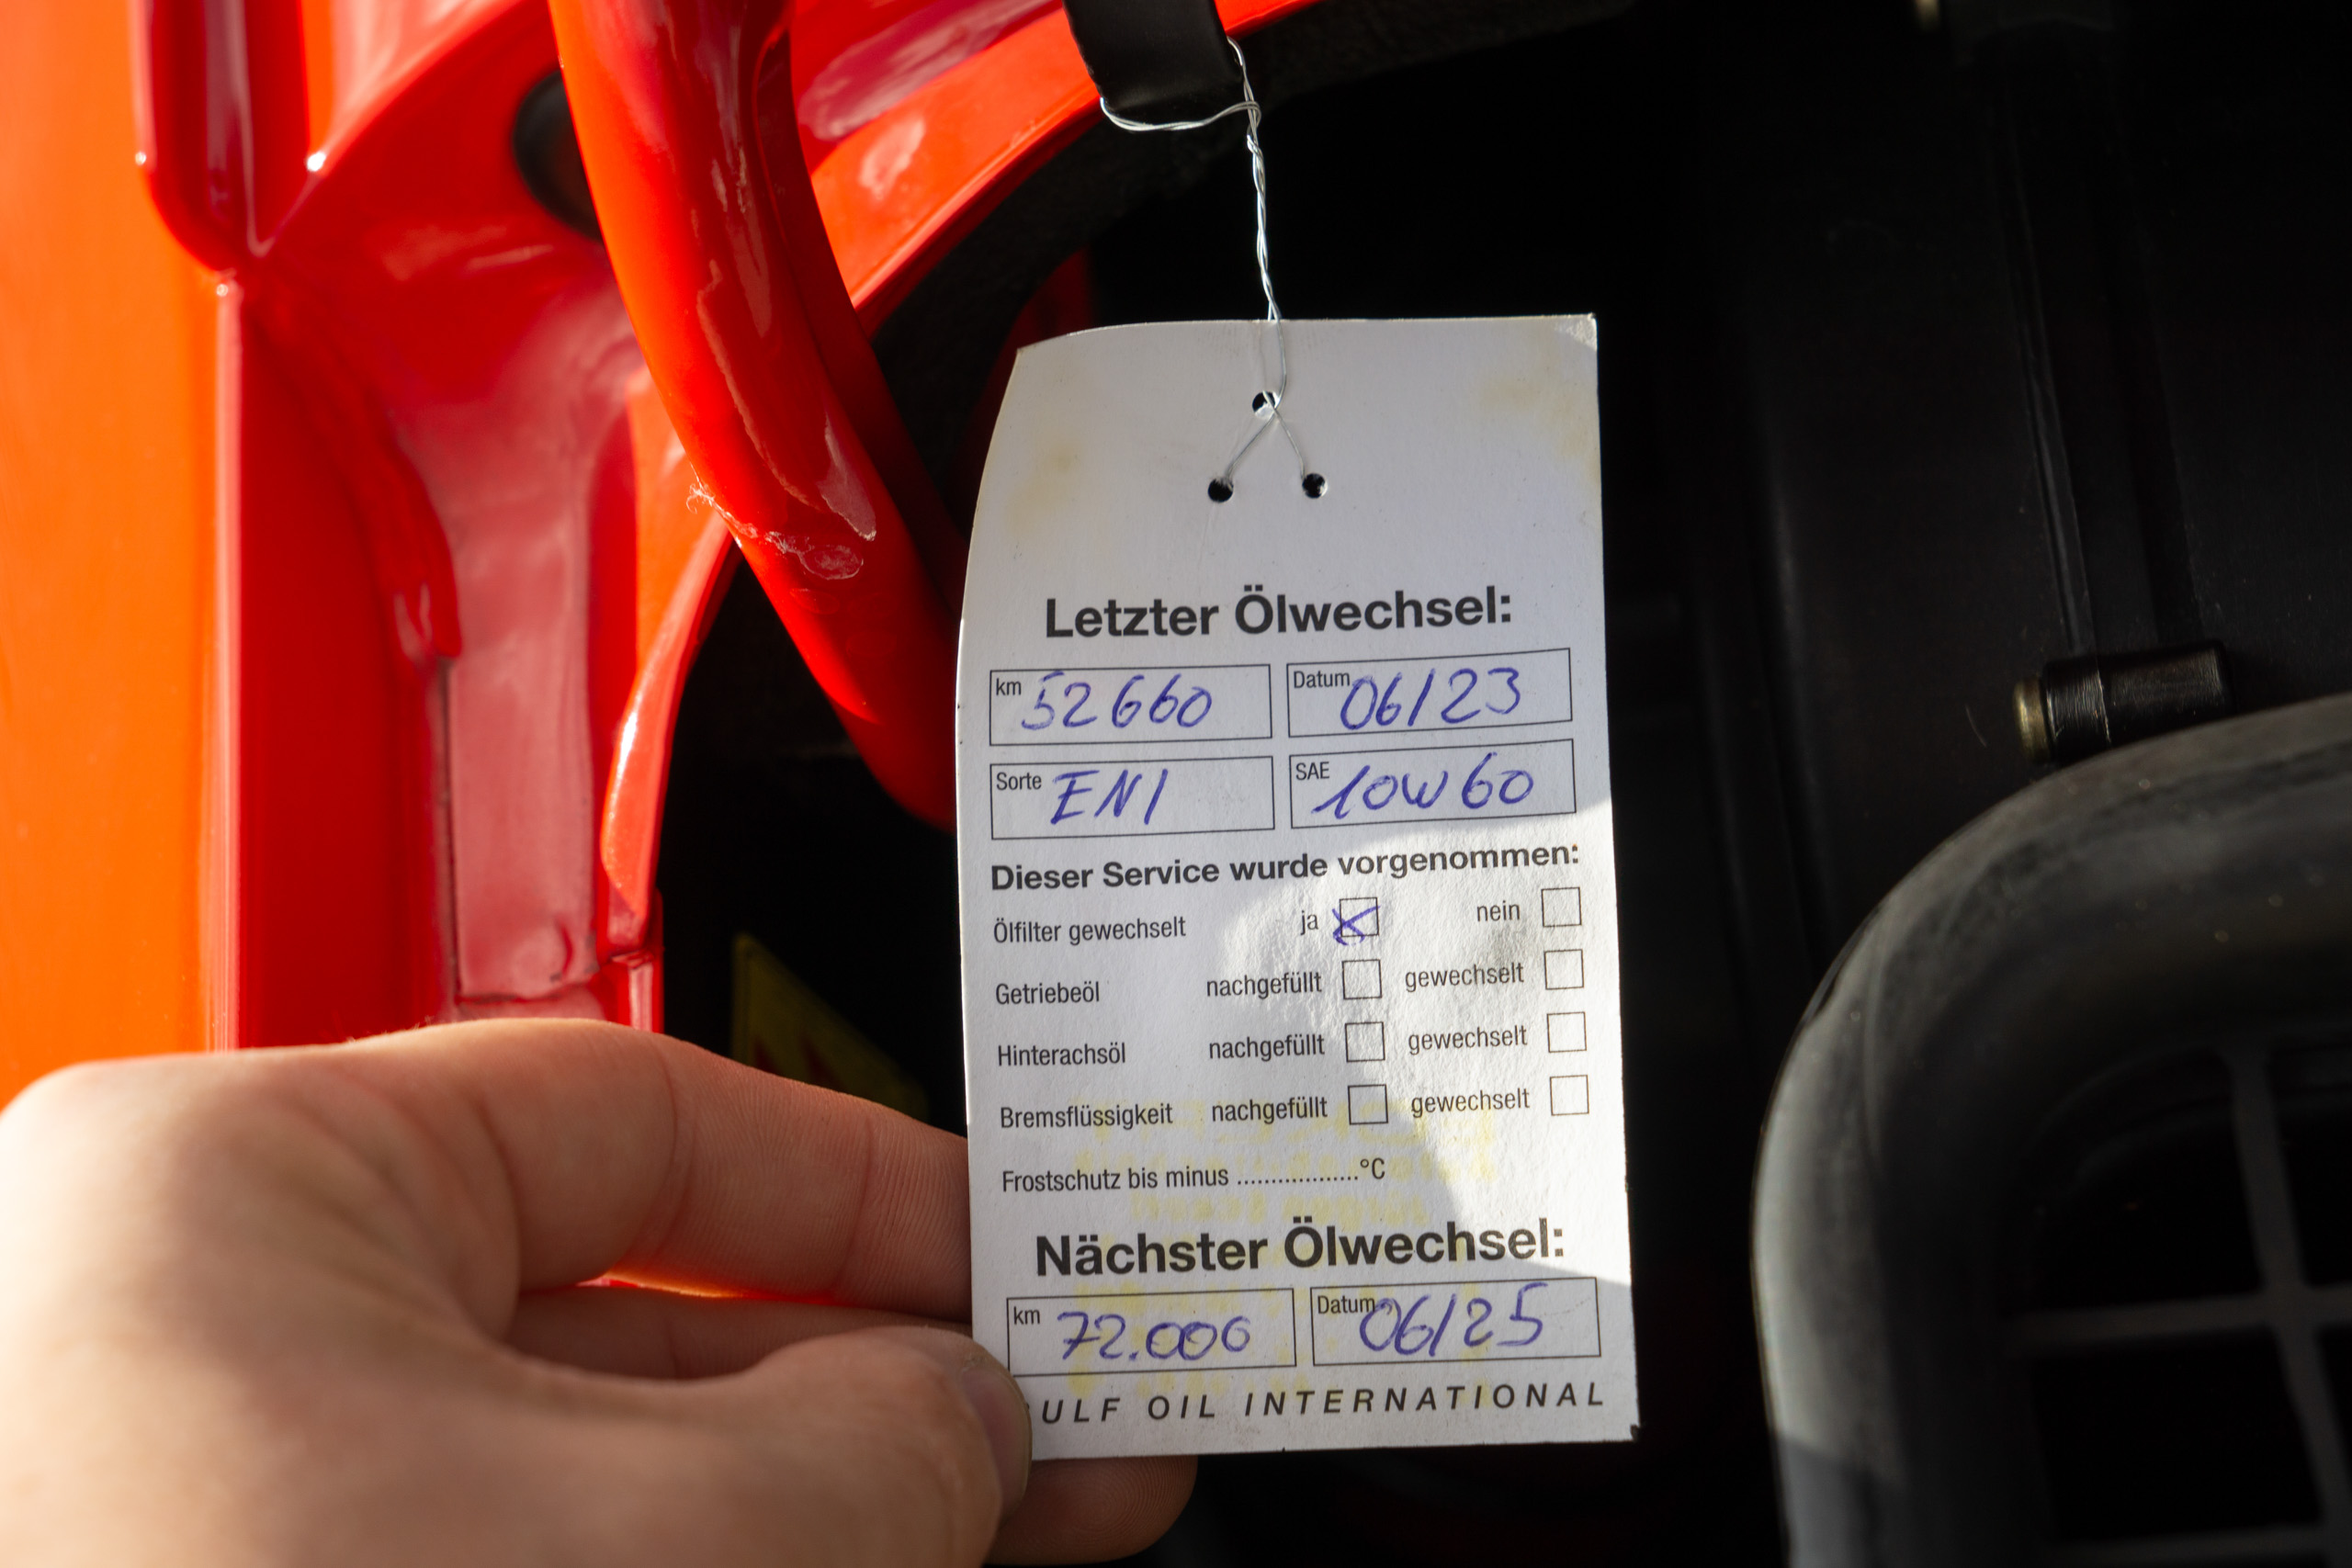 Letzter Ölwechsel:
km 52660 Datum 06/23
Sorte ENI SAE 10W60
Dieser Service wurde vorgenommen:
Ölfilter gewechselt ja nein
Getriebeöl nachgefüllt gewechselt
Hinterachsöl nachgefüllt gewechselt
Bremsflüssigkeit nachgefüllt gewechselt
Frostschutz bis minus ..................°C
Nächster Ölwechsel:
km 72.000 Datum 06/25
ULF OIL INTERNATIONAL